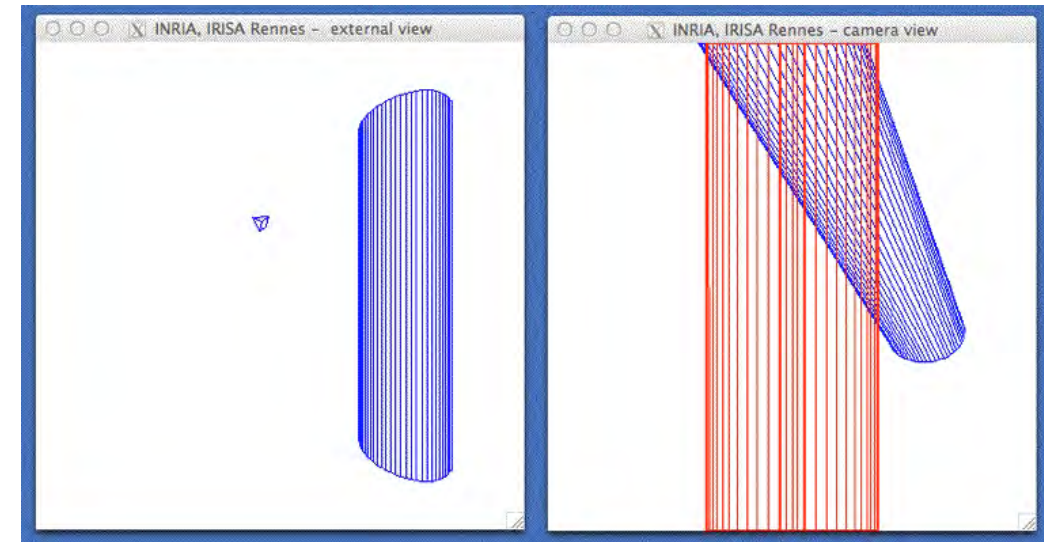 INRIA, IRISA Rennes - external view
INRIA, IRISA Rennes - camera view